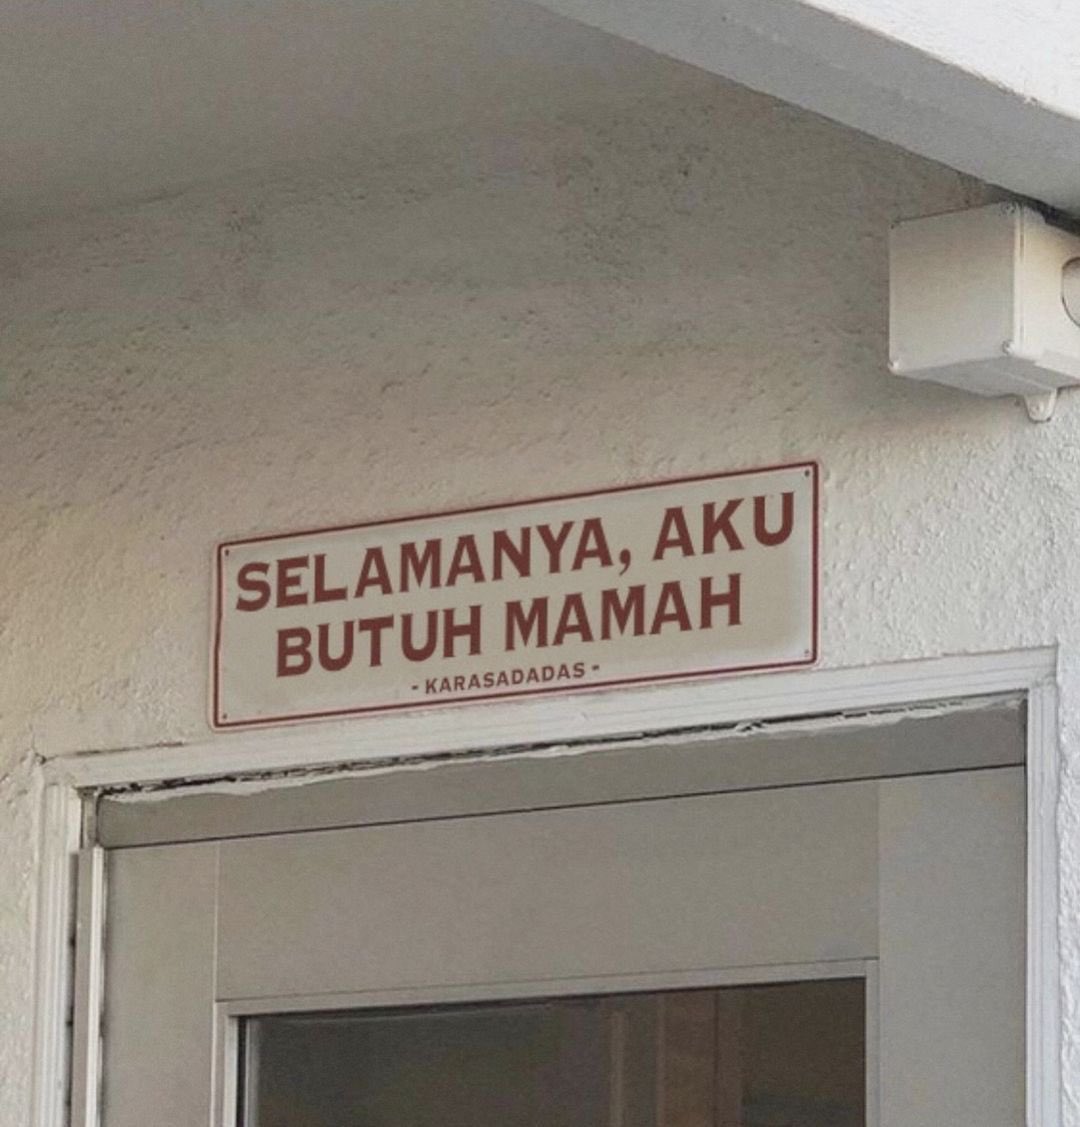 SELAMANYA, AKU
BUTUH MAMAH
- KARASADADAS -